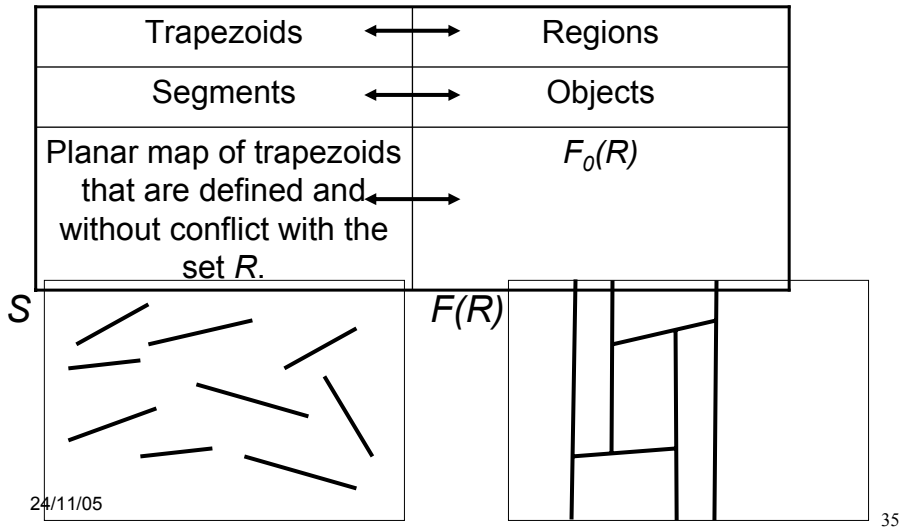 Trapezoids
Regions
Segments
Objects
Planar map of trapezoids
that are defined and
without conflict with the
set R.
F0(R)
S
F(R)
24/11/05
35